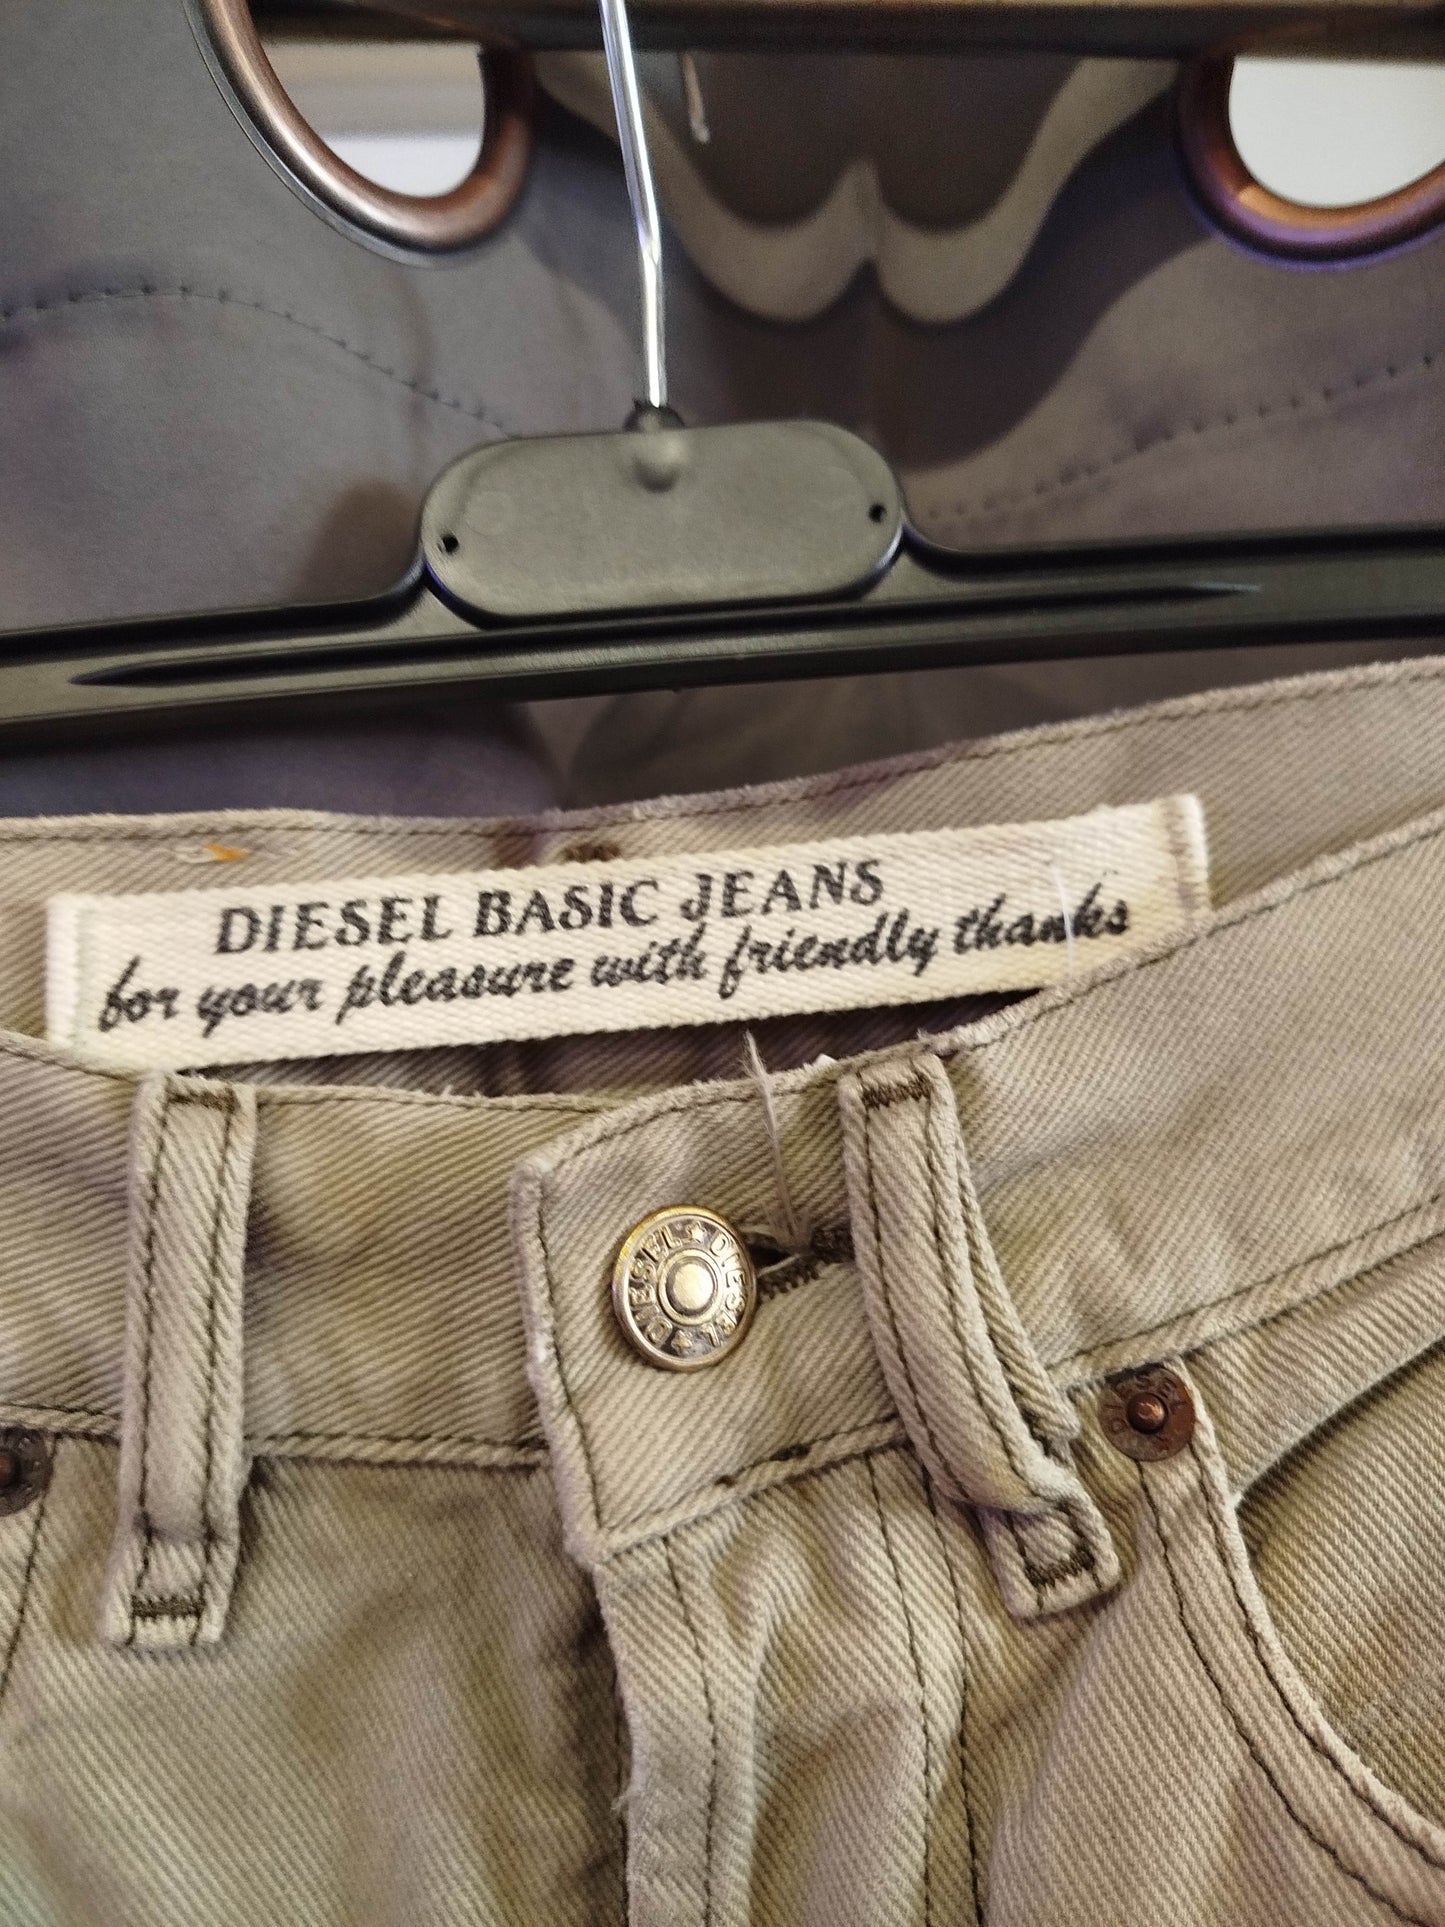 DIESEL BASIC JEANS
for your pleasure with friendly thanks
DIESEL ★ DIESEL ★
DIESEL